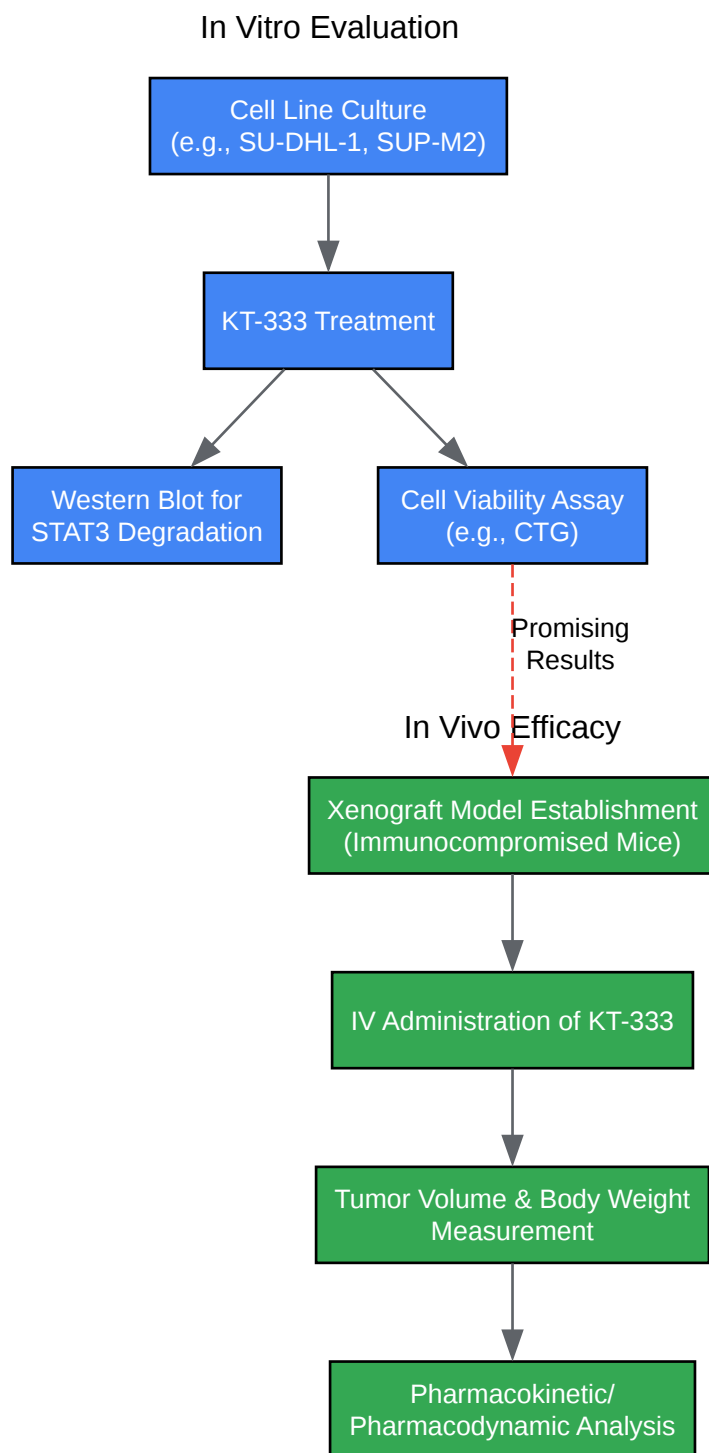 In Vitro Evaluation
Cell Line Culture
(e.g., SU-DHL-1, SUP-M2)
KT-333 Treatment
Western Blot for
STAT3 Degradation
Cell Viability Assay
(e.g., CTG)
Promising
Results
In Vivo Efficacy
Xenograft Model Establishment
(Immunocompromised Mice)
IV Administration of KT-333
Tumor Volume & Body Weight
Measurement
Pharmacokinetic/
Pharmacodynamic Analysis